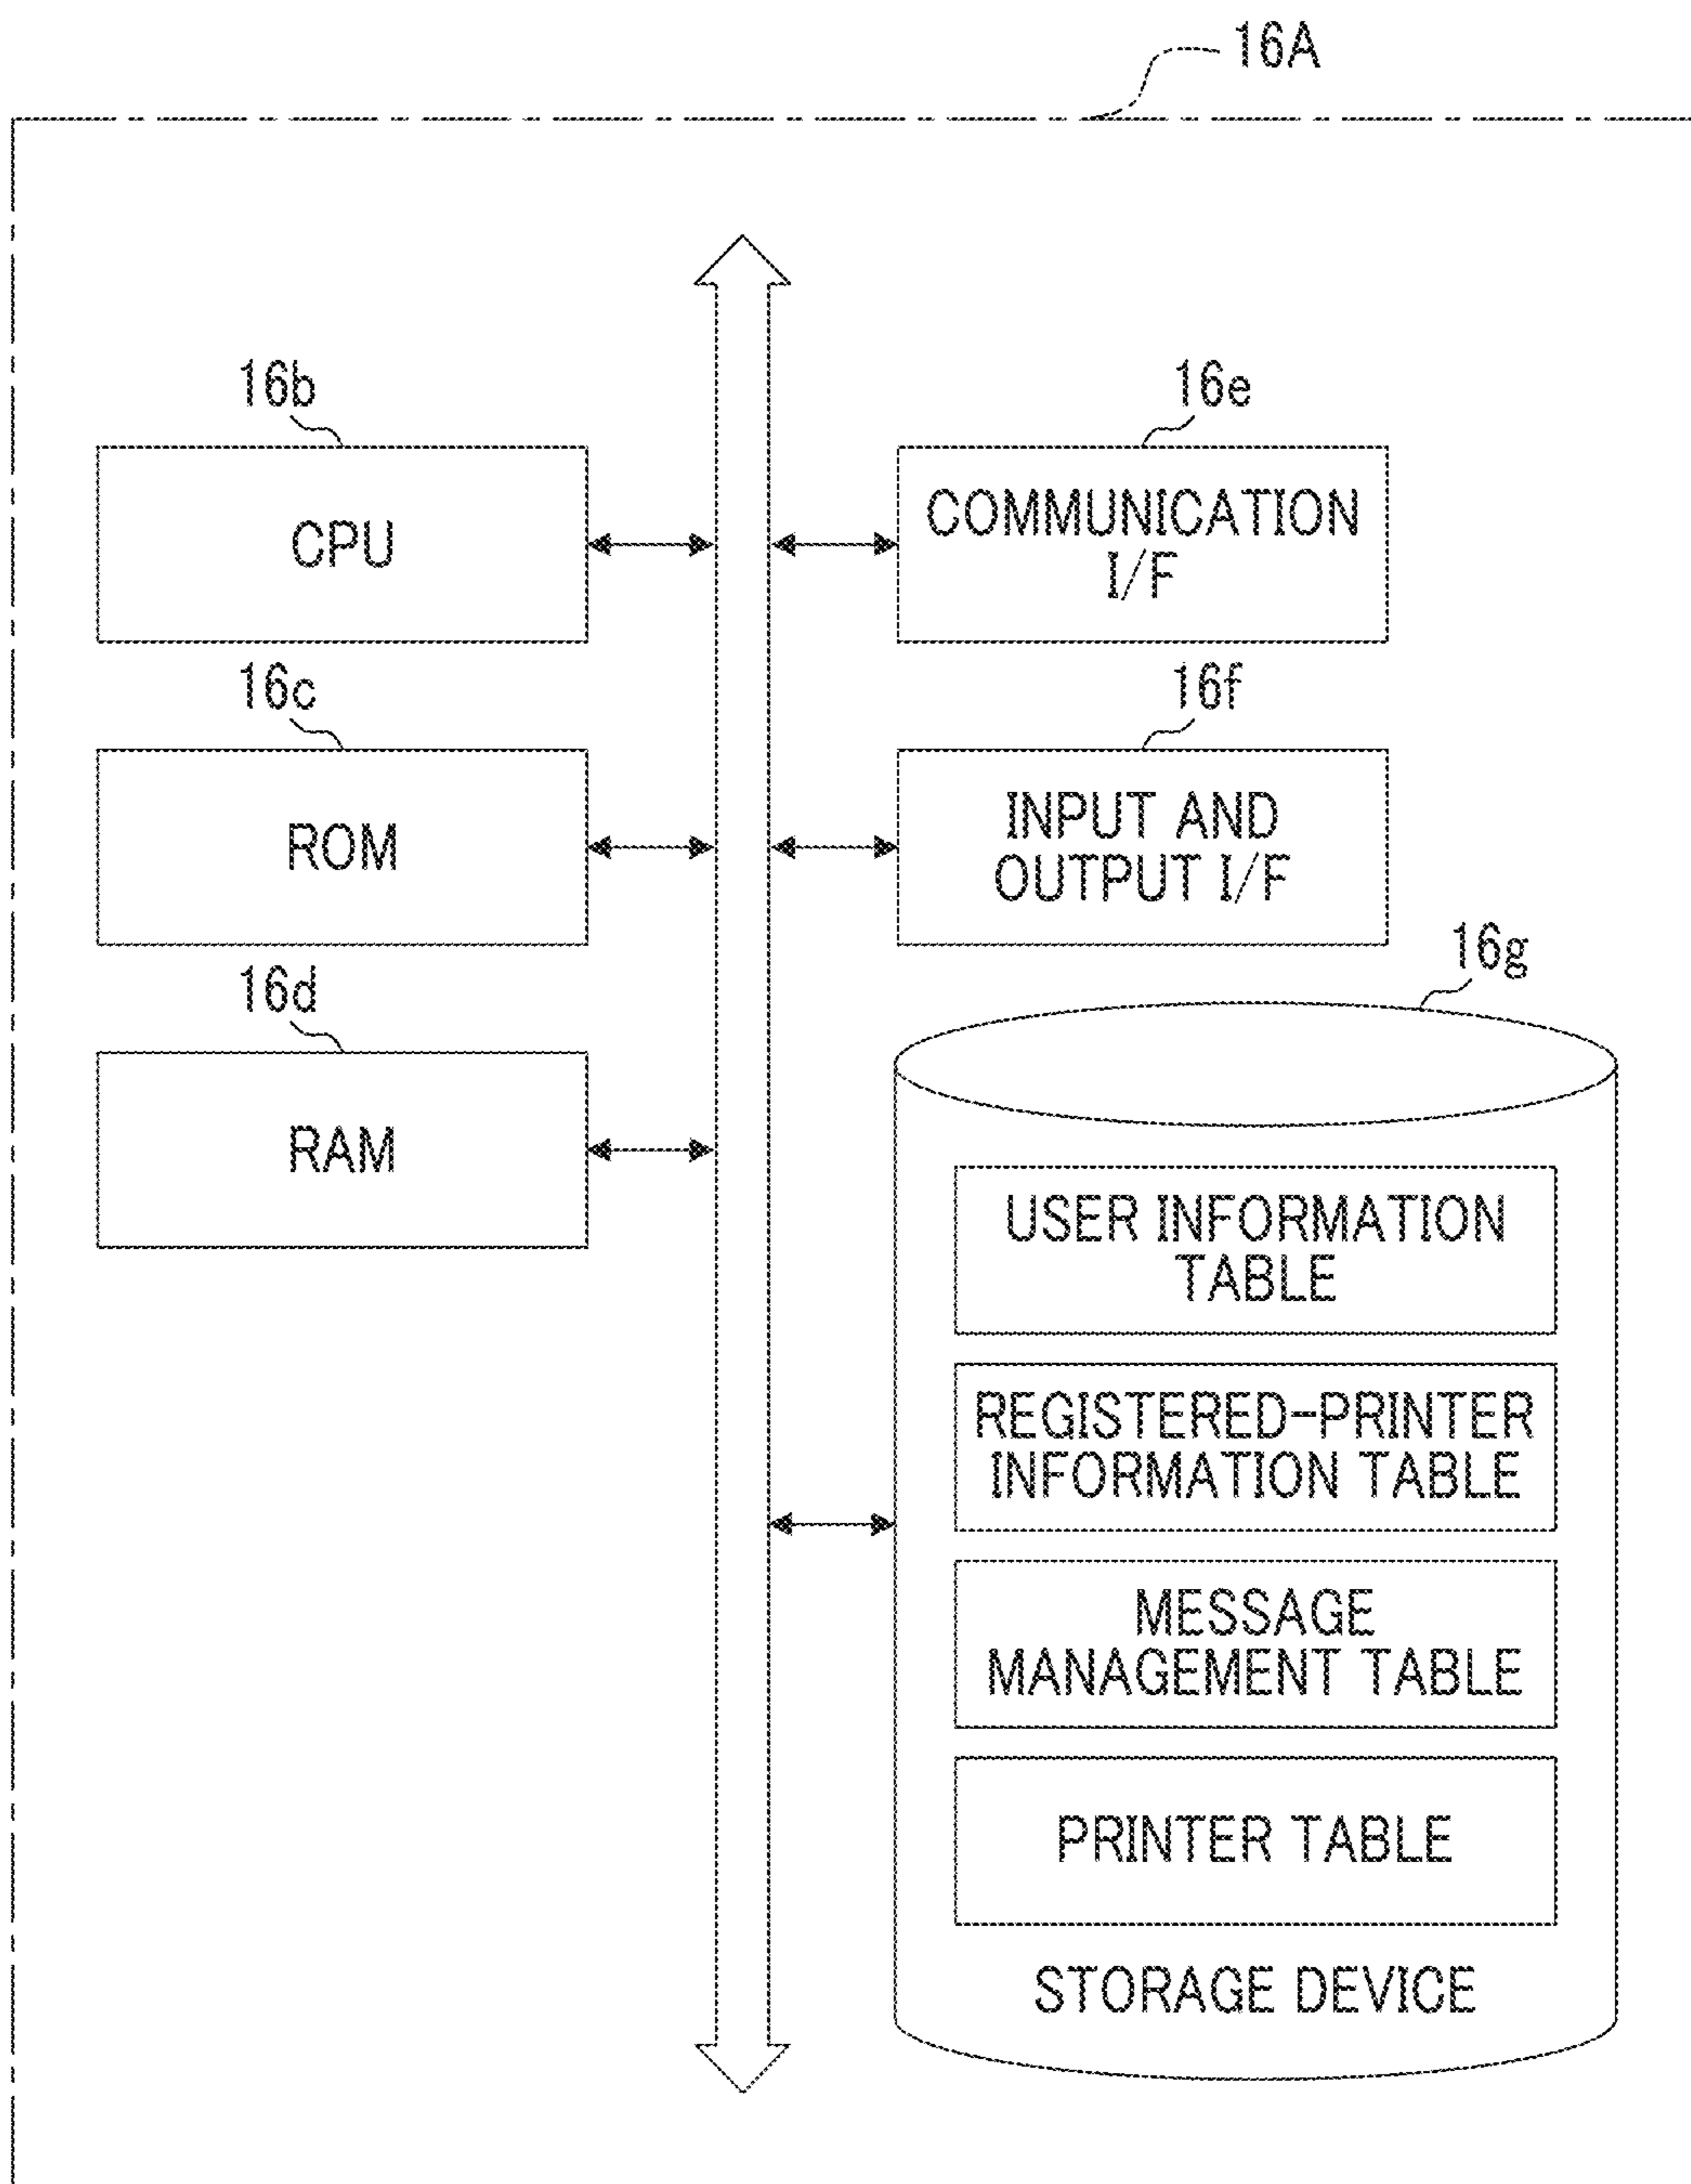 16A
16b
CPU
16e
COMMUNICATION
I/F
16c
ROM
16f
INPUT AND
OUTPUT I/F
16d
RAM
16g
USER INFORMATION
TABLE
REGISTERED-PRINTER
INFORMATION TABLE
MESSAGE
MANAGEMENT TABLE
PRINTER TABLE
STORAGE DEVICE